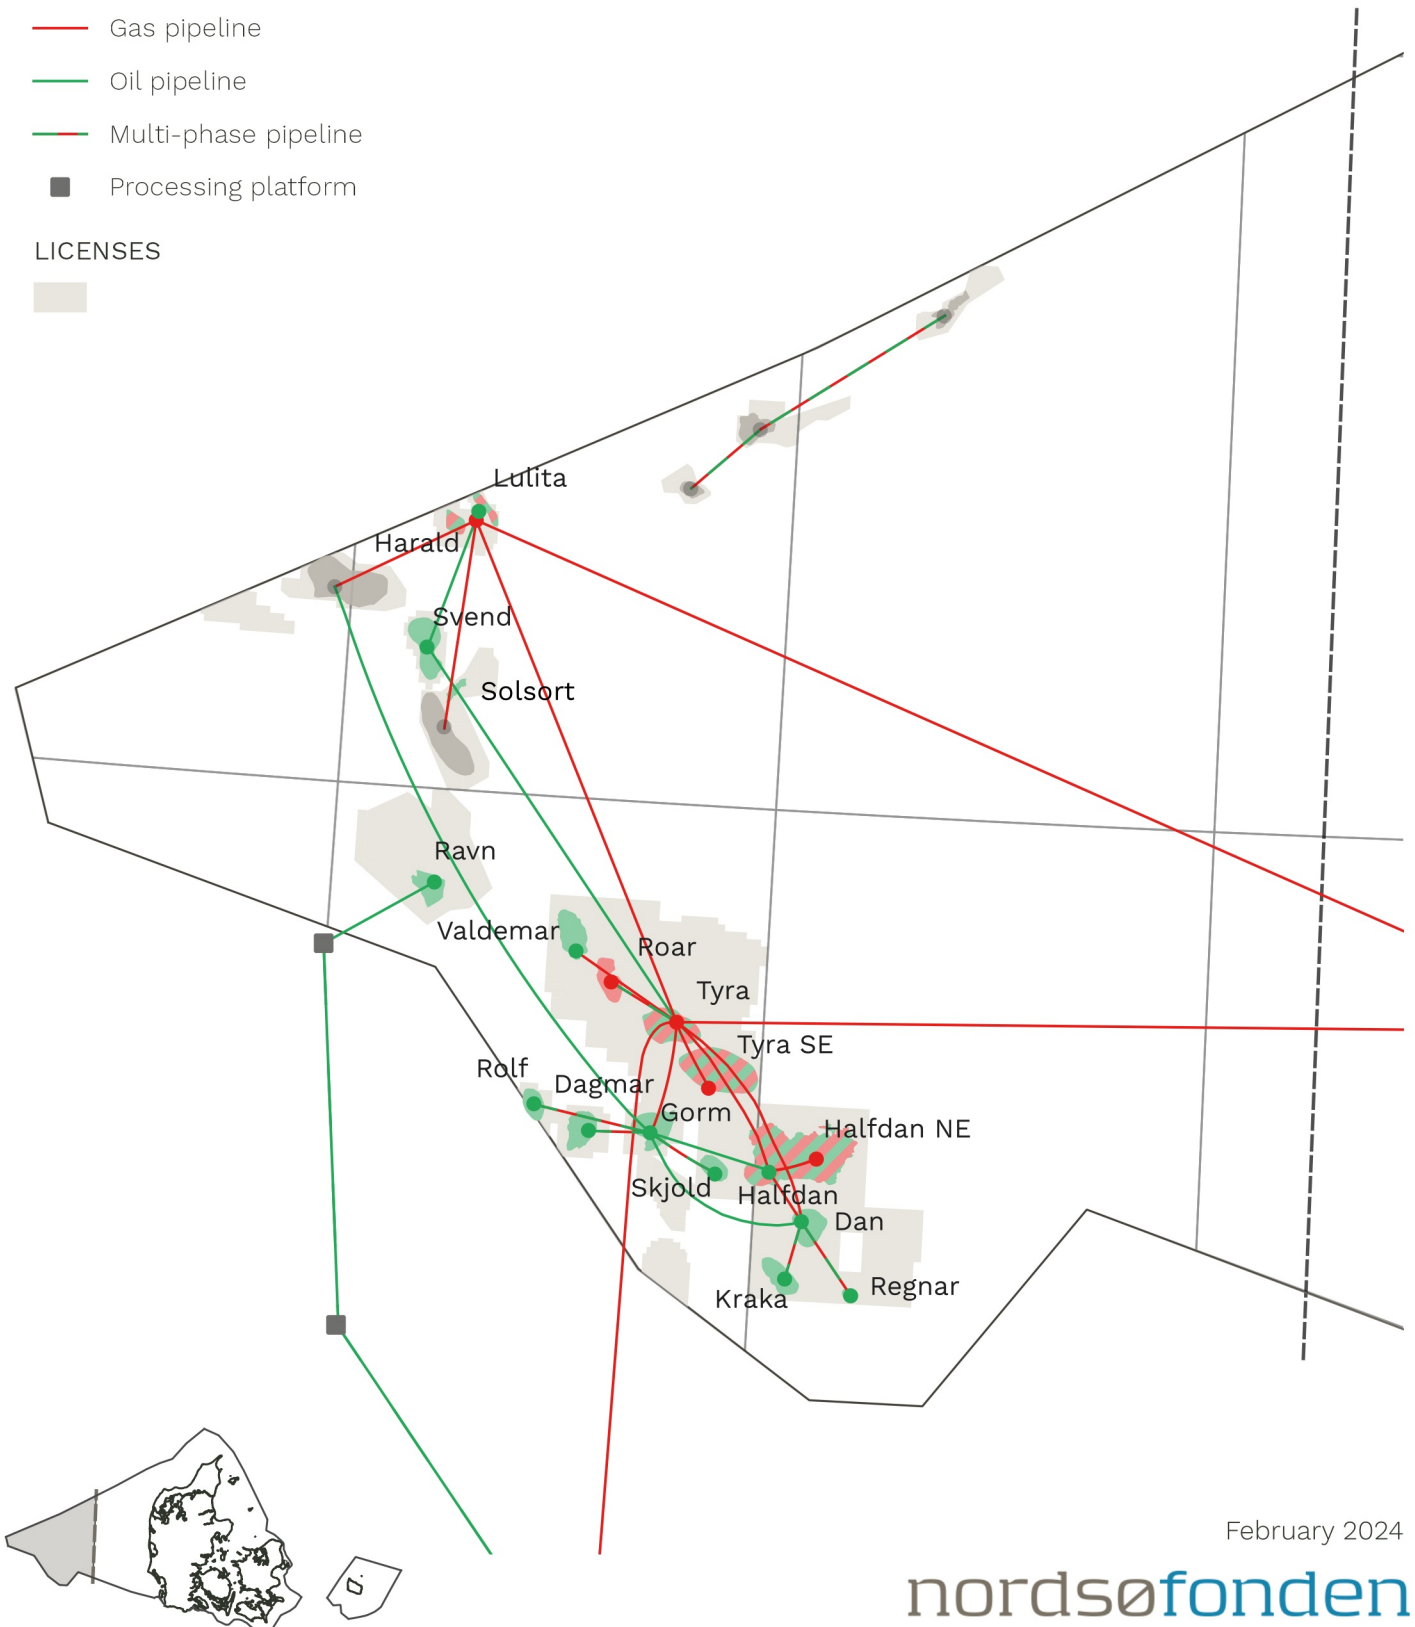 Gas pipeline
Oil pipeline
Multi-phase pipeline
Processing platform
LICENSES
Lulita
Harald
Svend
Solsort
Ravn
Valdemar
Roar
Tyra
Tyra SE
Rolf
Dagmar
Gorm
Halfdan NE
Skjold
Halfdan
Dan
Regnar
Kraka
February 2024
nordsøfonden